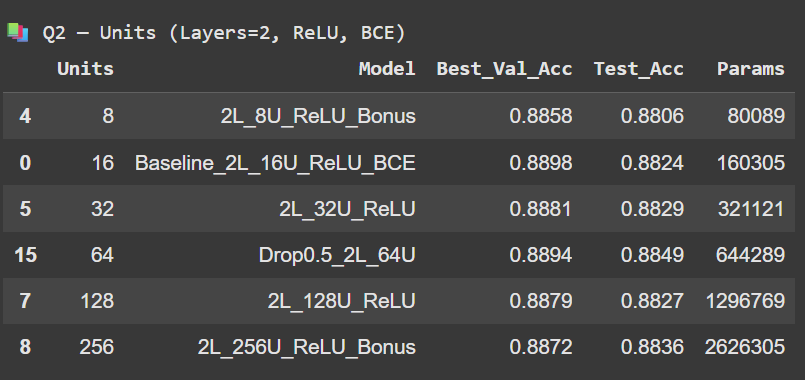 Q2 — Units (Layers=2, ReLU, BCE)
Units Model Best_Val_Acc Test_Acc Params
4 8 2L_8U_ReLU_Bonus 0.8858 0.8806 80089
0 16 Baseline_2L_16U_ReLU_BCE 0.8898 0.8824 160305
5 32 2L_32U_ReLU 0.8881 0.8829 321121
15 64 Drop0.5_2L_64U 0.8894 0.8849 644289
7 128 2L_128U_ReLU 0.8879 0.8827 1296769
8 256 2L_256U_ReLU_Bonus 0.8872 0.8836 2626305